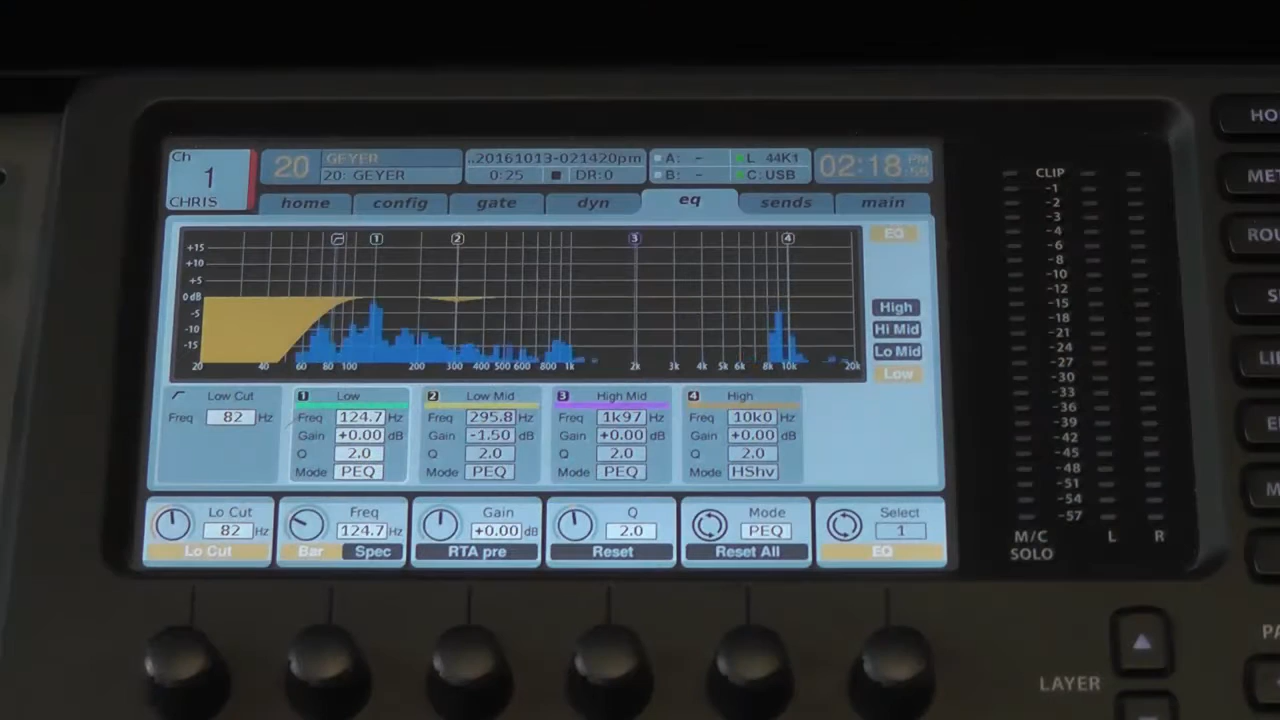 Ch 1 CHRIS
20 GEYER
20: GEYER
..20161013-021420pm
0:25 DR:0
A: - L 44K1
B: - C: USB
02:18 PM
home config gate dyn eq sends main
EQ
+15
+10
+5
0 dB
-5
-10
-15
1 2 3 4
20 40 60 80 100 200 300 400 500 600 800 1k 2k 3k 4k 5k 6k 8k 10k 20k
High
Hi Mid
Lo Mid
Low
Low Cut
Freq 82 Hz
1 Low
Freq 124.7 Hz
Gain +0.00 dB
Q 2.0
Mode PEQ
2 Low Mid
Freq 295.8 Hz
Gain -1.50 dB
Q 2.0
Mode PEQ
3 High Mid
Freq 1k97 Hz
Gain +0.00 dB
Q 2.0
Mode PEQ
4 High
Freq 10k0 Hz
Gain +0.00 dB
Q 2.0
Mode HShv
Lo Cut
82 Hz
Lo Cut
Freq
124.7 Hz
Bar Spec
Gain
+0.00 dB
RTA pre
Q
2.0
Reset
Mode
PEQ
Reset All
Select
1
EQ
CLIP
-1
-2
-3
-4
-6
-8
-10
-12
-15
-18
-21
-24
-27
-30
-33
-36
-39
-42
-45
-48
-51
-54
-57
M/C
SOLO
L R
HO
MET
ROU
LAYER
PA